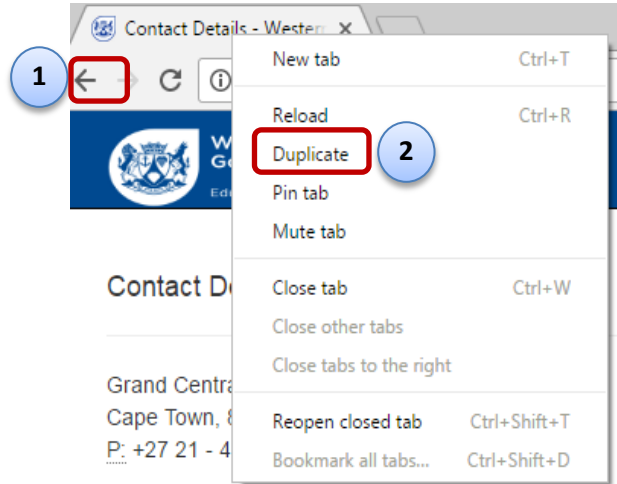 Contact Details - Western
New tab Ctrl+T
1
Reload Ctrl+R
Duplicate
2
Pin tab
Mute tab
Contact De
Close tab Ctrl+W
Close other tabs
Close tabs to the right
Grand Centra
Cape Town, 8
Reopen closed tab Ctrl+Shift+T
P: +27 21 - 4
Bookmark all tabs... Ctrl+Shift+D